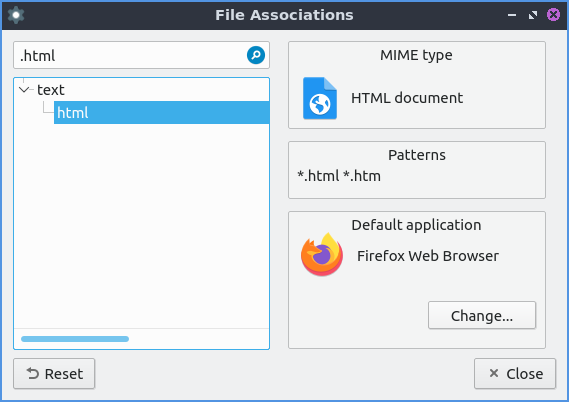 File Associations
.html
text
html
MIME type
HTML document
Patterns
*.html *.htm
Default application
Firefox Web Browser
Change...
Reset
Close